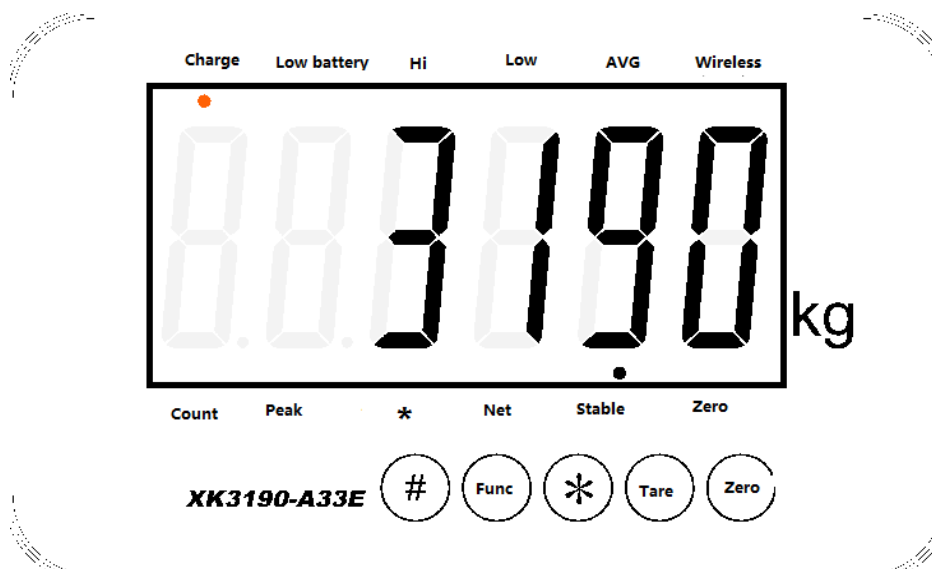 Charge Low battery Hi Low AVG Wireless
3190 kg
Count Peak * Net Stable Zero
XK3190-A33E # Func * Tare Zero